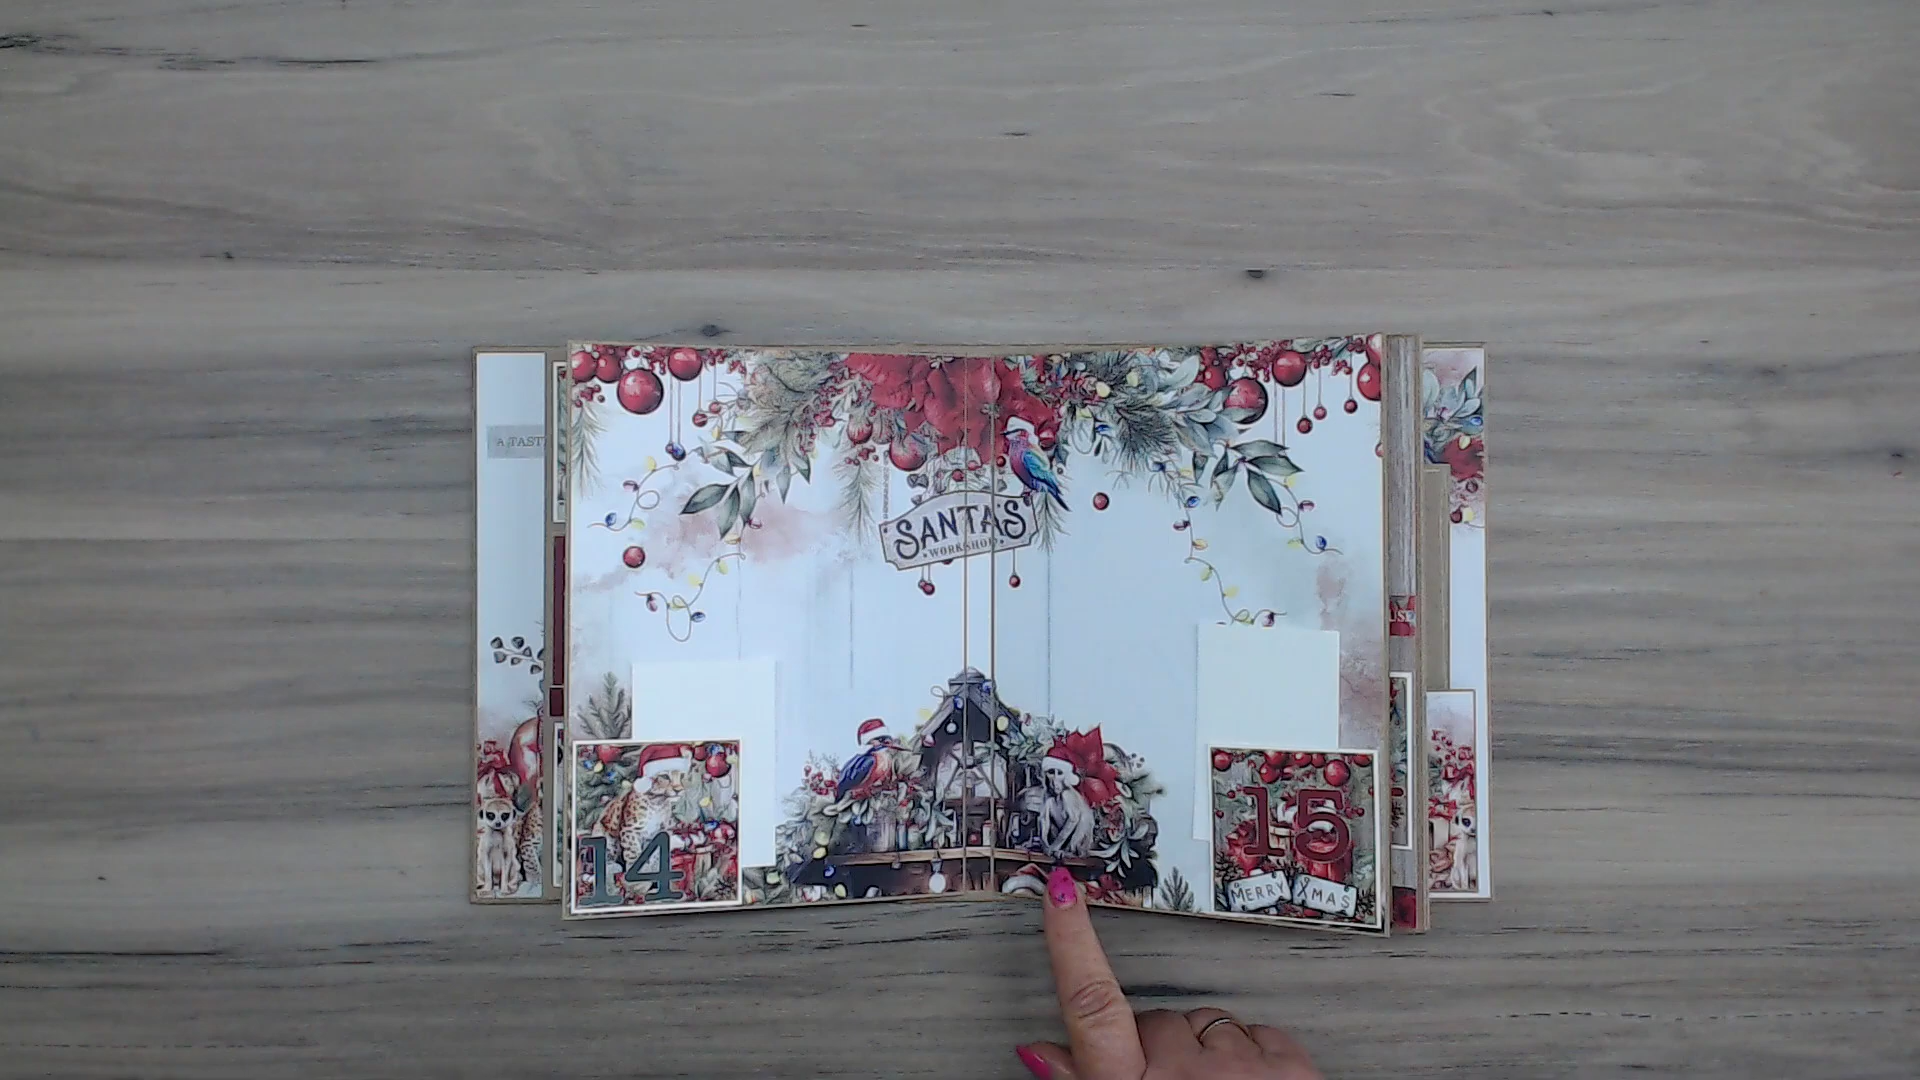 A TAST
SANTA'S
WORKSHOP
14
15
MERRY XMAS